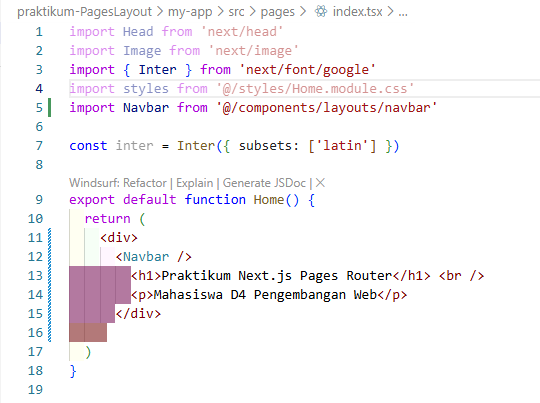 praktikum-PagesLayout > my-app > src > pages > index.tsx > ...
1 import Head from 'next/head'
2 import Image from 'next/image'
3 import { Inter } from 'next/font/google'
4 import styles from '@/styles/Home.module.css'
5 import Navbar from '@/components/layouts/navbar'
6
7 const inter = Inter({ subsets: ['latin'] })
8
Windsurf: Refactor | Explain | Generate JSDoc | X
9 export default function Home() {
10 return (
11 <div>
12 <Navbar />
13 <h1>Praktikum Next.js Pages Router</h1> <br />
14 <p>Mahasiswa D4 Pengembangan Web</p>
15 </div>
16
17 )
18 }
19